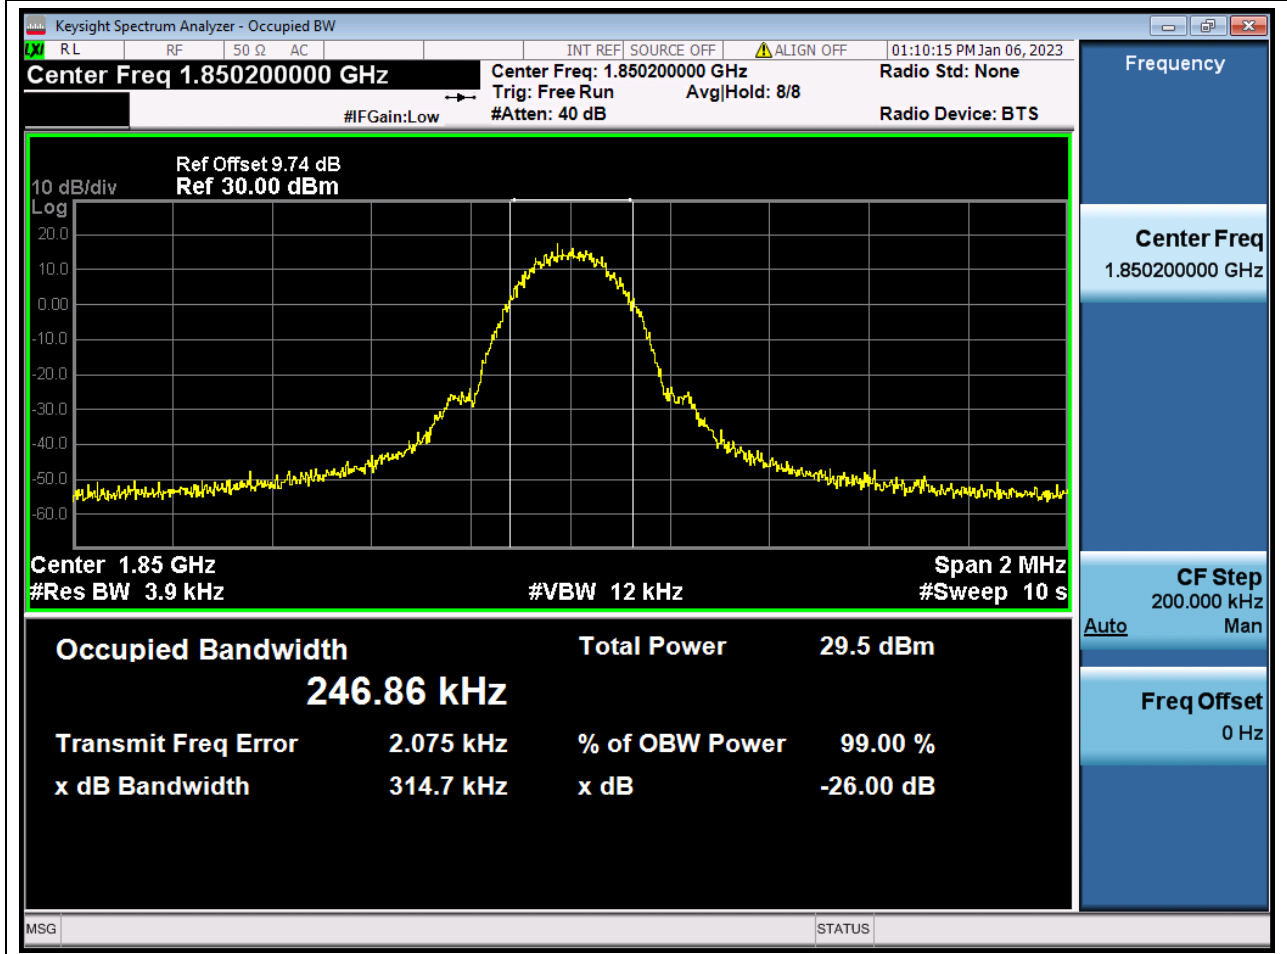 Keysight Spectrum Analyzer - Occupied BW
LXI RL RF 50 Ω AC INT REF SOURCE OFF ALIGN OFF 01:10:15 PM Jan 06, 2023
Center Freq 1.850200000 GHz Center Freq: 1.850200000 GHz Radio Std: None
Trig: Free Run Avg|Hold: 8/8
#IFGain:Low #Atten: 40 dB Radio Device: BTS
Ref Offset 9.74 dB
10 dB/div Ref 30.00 dBm
Log
20.0
10.0
0.00
-10.0
-20.0
-30.0
-40.0
-50.0
-60.0
Center 1.85 GHz Span 2 MHz
#Res BW 3.9 kHz #VBW 12 kHz #Sweep 10 s
Occupied Bandwidth Total Power 29.5 dBm
246.86 kHz
Transmit Freq Error 2.075 kHz % of OBW Power 99.00 %
x dB Bandwidth 314.7 kHz x dB -26.00 dB
Frequency
Center Freq
1.850200000 GHz
CF Step
200.000 kHz
Auto Man
Freq Offset
0 Hz
MSG STATUS